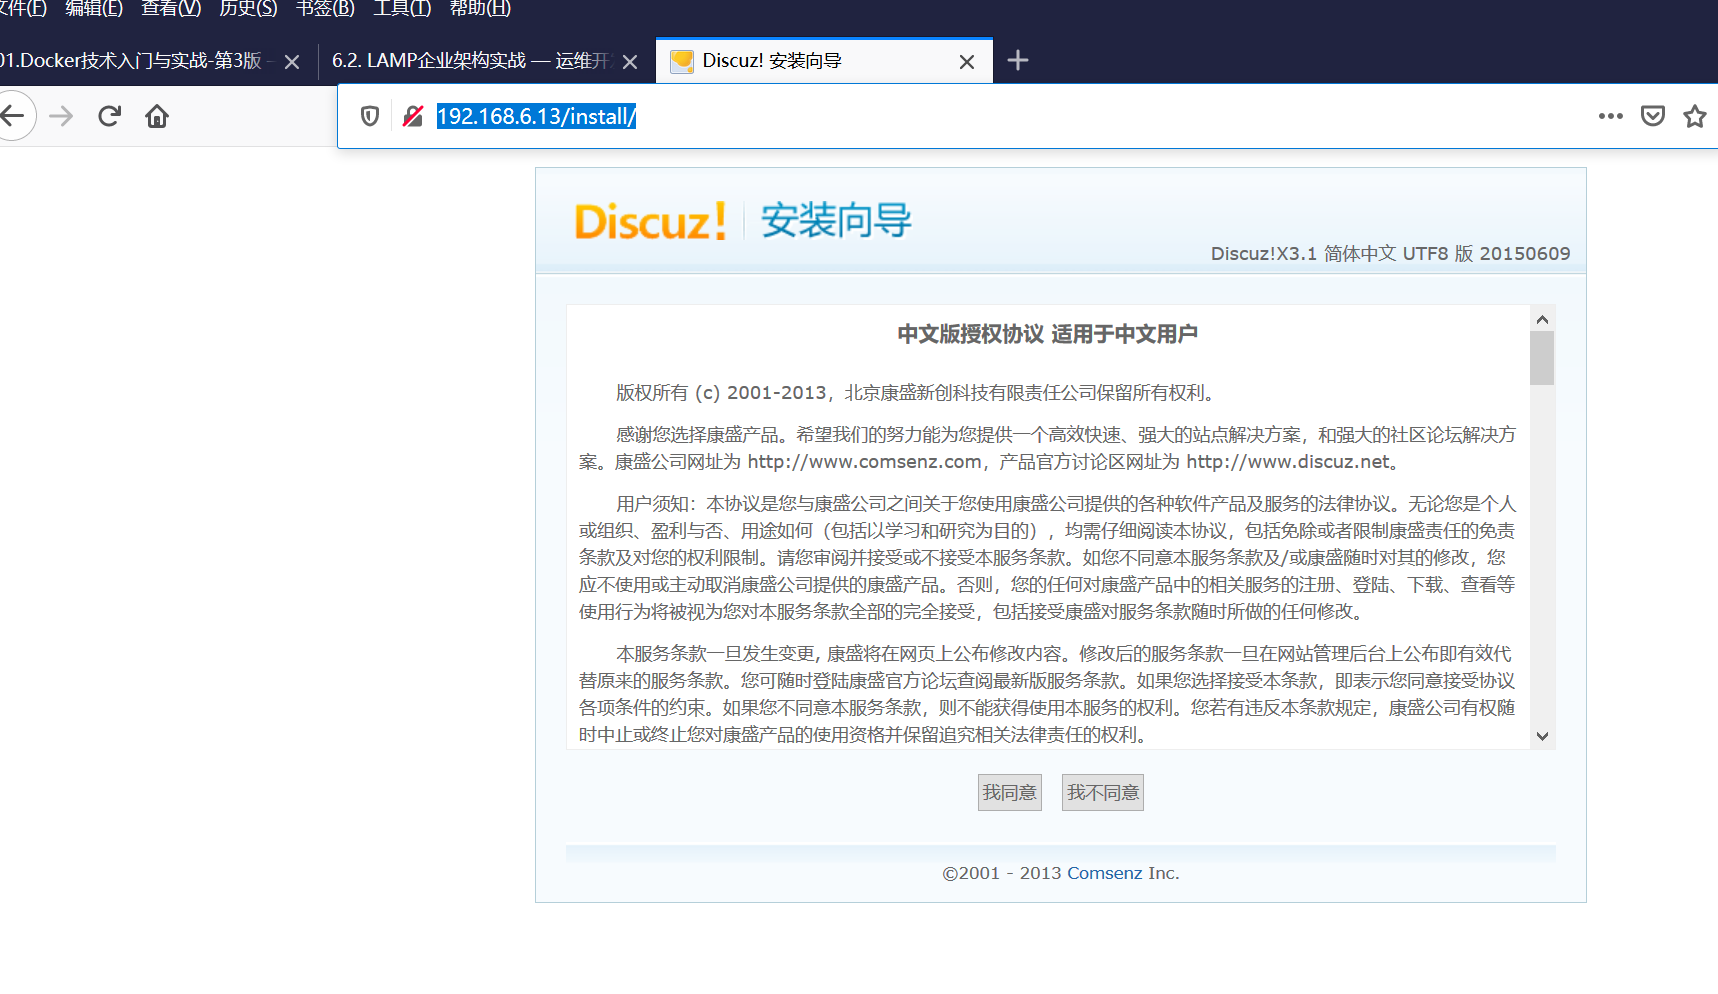 文件(F) 编辑(E) 查看(V) 历史(S) 书签(B) 工具(T) 帮助(H)
01.Docker技术入门与实战-第3版 -
6.2. LAMP企业架构实战 — 运维开
Discuz! 安装向导
192.168.6.13/install/
Discuz! 安装向导
Discuz!X3.1 简体中文 UTF8 版 20150609
中文版授权协议 适用于中文用户
版权所有 (c) 2001-2013，北京康盛新创科技有限责任公司保留所有权利。
感谢您选择康盛产品。希望我们的努力能为您提供一个高效快速、强大的站点解决方案，和强大的社区论坛解决方
案。康盛公司网址为 http://www.comsenz.com，产品官方讨论区网址为 http://www.discuz.net。
用户须知：本协议是您与康盛公司之间关于您使用康盛公司提供的各种软件产品及服务的法律协议。无论您是个人
或组织、盈利与否、用途如何（包括以学习和研究为目的），均需仔细阅读本协议，包括免除或者限制康盛责任的免责
条款及对您的权利限制。请您审阅并接受或不接受本服务条款。如您不同意本服务条款及/或康盛随时对其的修改，您
应不使用或主动取消康盛公司提供的康盛产品。否则，您的任何对康盛产品中的相关服务的注册、登陆、下载、查看等
使用行为将被视为您对本服务条款全部的完全接受，包括接受康盛对服务条款随时所做的任何修改。
本服务条款一旦发生变更, 康盛将在网页上公布修改内容。修改后的服务条款一旦在网站管理后台上公布即有效代
替原来的服务条款。您可随时登陆康盛官方论坛查阅最新版服务条款。如果您选择接受本条款，即表示您同意接受协议
各项条件的约束。如果您不同意本服务条款，则不能获得使用本服务的权利。您若有违反本条款规定，康盛公司有权随
时中止或终止您对康盛产品的使用资格并保留追究相关法律责任的权利。
我同意 我不同意
©2001 - 2013 Comsenz Inc.